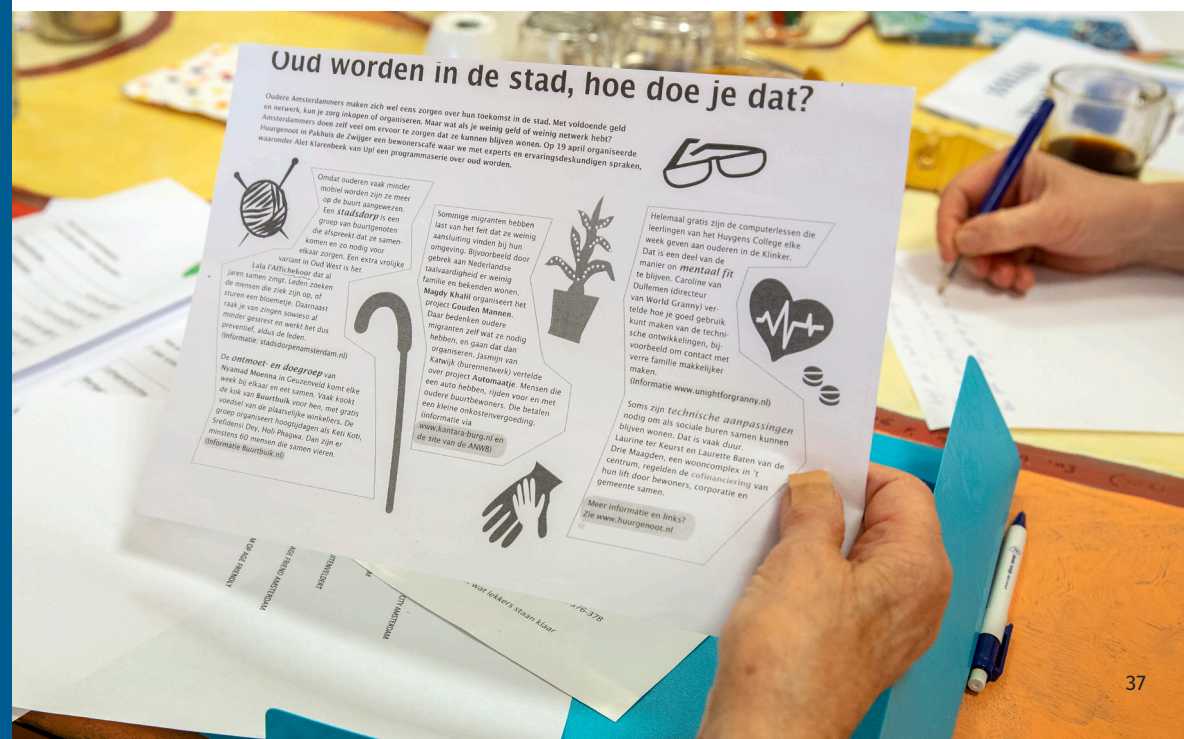 Oud worden in de stad, hoe doe je dat?
Oudere Amsterdammers maken zich wel eens zorgen over hun toekomst in de stad. Met voldoende geld
en netwerk, kun je zorg inkopen of organiseren. Maar wat als je weinig geld of weinig netwerk hebt?
Amsterdammers doen zelf veel om ervoor te zorgen dat ze kunnen blijven wonen. Op 19 april organiseerde
Huurgenoot in Pakhuis de Zwijger een bewonerscafé waar we met experts en ervaringsdeskundigen spraken,
waaronder Alet Klarenbeek van Up! een programmaserie over oud worden.
Omdat ouderen vaak minder
mobiel worden zijn ze meer
op de buurt aangewezen.
Een stadsdorp is een
groep van buurtgenoten
die afspreekt dat ze samen-
komen en zo nodig voor
elkaar zorgen. Een extra vrolijke
variant in Oud West is het
Lala l'Affichekoor dat al
jaren samen zingt. Leden zoeken
de mensen die ziek zijn op, of
sturen een bloemetje. Daarnaast
raak je van zingen sowieso al
minder gestrest en werkt het dus
preventief, aldus de leden.
(Informatie stadsdorpenamsterdam.nl)
De ontmoet- en doegroep van
Nyamad Moenna in Geuzenveld komt elke
week bij elkaar en eet samen. Vaak kookt
de kok van Buurtbuik voor hen, met gratis
voedsel van de plaatselijke winkeliers. De
groep organiseert hoogtijdagen als Keti Koti,
Srefidensi Dey, Holi-Phagwa. Dan zijn er
minstens 60 mensen die samen vieren.
(Informatie Buurtbuik.nl)
Sommige migranten hebben
last van het feit dat ze weinig
aansluiting vinden bij hun
omgeving. Bijvoorbeeld door
gebrek aan Nederlandse
taalvaardigheid er weinig
familie en bekenden wonen.
Magdy Khalil organiseert het
project Gouden Mannen.
Daar bedenken oudere
migranten zelf wat ze nodig
hebben, en gaan dat dan
organiseren. Jasmijn van
Katwijk (burennetwerk) vertelde
over project Automaatje. Mensen die
een auto hebben, rijden voor en met
oudere buurtbewoners. Die betalen
een kleine onkostenvergoeding.
(informatie via
www.kantara-burg.nl en
de site van de ANWB)
Helemaal gratis zijn de computerlessen die
leerlingen van het Huygens College elke
week geven aan ouderen in de Klinker.
Dat is een deel van de
manier om mentaal fit
te blijven. Caroline van
Dullemen (directeur
van World Granny) ver-
telde hoe je goed gebruik
kunt maken van de techni-
sche ontwikkelingen, bij-
voorbeeld om contact met
verre familie makkelijker
maken.
(Informatie www.unightforgranny.nl)
Soms zijn technische aanpassingen
nodig om als sociale buren samen kunnen
blijven wonen. Dat is vaak duur.
Laurine ter Keurst en Laurette Baten van de
Drie Maagden, een wooncomplex in 't
centrum, regelden de cofinanciering van
hun lift door bewoners, corporatie en
gemeente samen.
Meer informatie en links?
Zie www.huurgenoot.nl
M OP AGE FRIENDLY
AGE FRIEND AMSTERDAM
ITENVELDERT
CITY AMSTERDAM
wat lekkers staan klaar
376-378
37